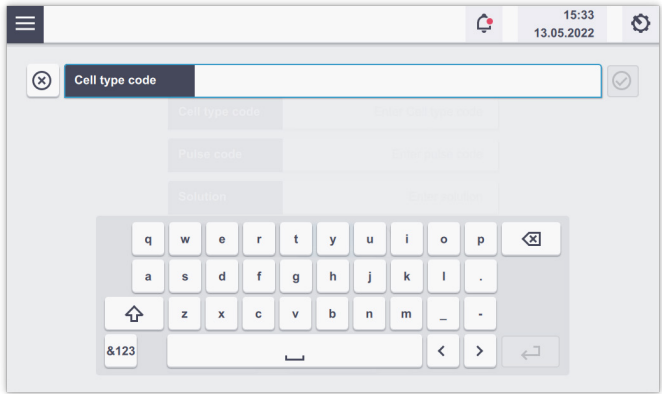 15:33
13.05.2022
Cell type code
Cell type code
Pulse code
Solution
q w e r t y u i o p
a s d f g h j k l .
z x c v b n m _ -
&123 < >